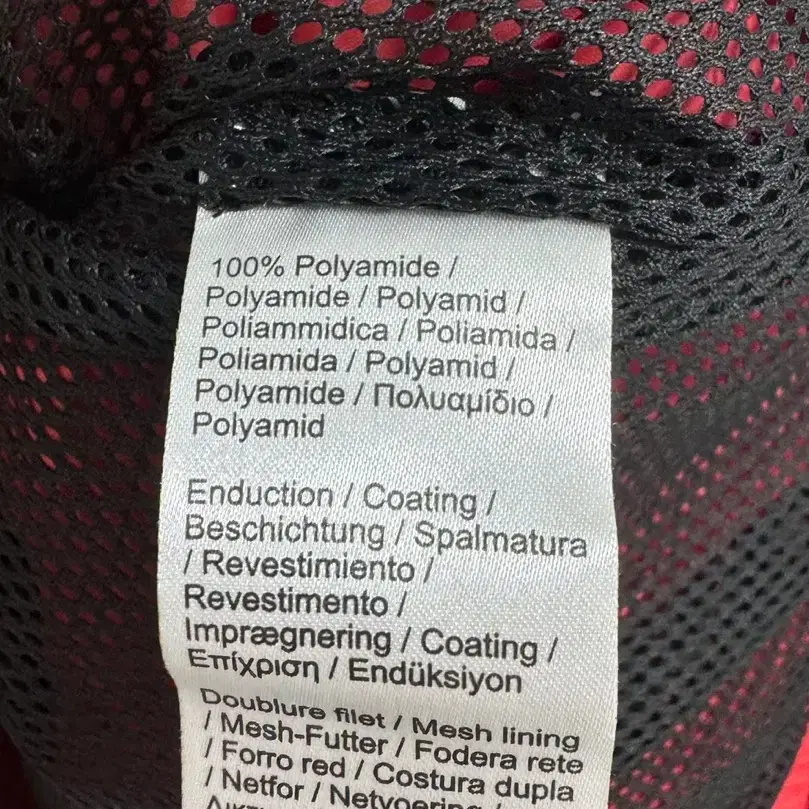 100% Polyamide /
Polyamide / Polyamid /
Poliammidica / Poliamida /
Poliamida / Polyamid /
Polyamide / Πολυαμίδιο /
Polyamid
Enduction / Coating /
Beschichtung / Spalmatura
/ Revestimiento /
Revestimento /
Imprægnering / Coating /
Επίχριση / Endüksiyon
Doublure filet / Mesh lining
/ Mesh-Futter / Fodera rete
/ Forro red / Costura dupla
/ Netfor / Netvoering /